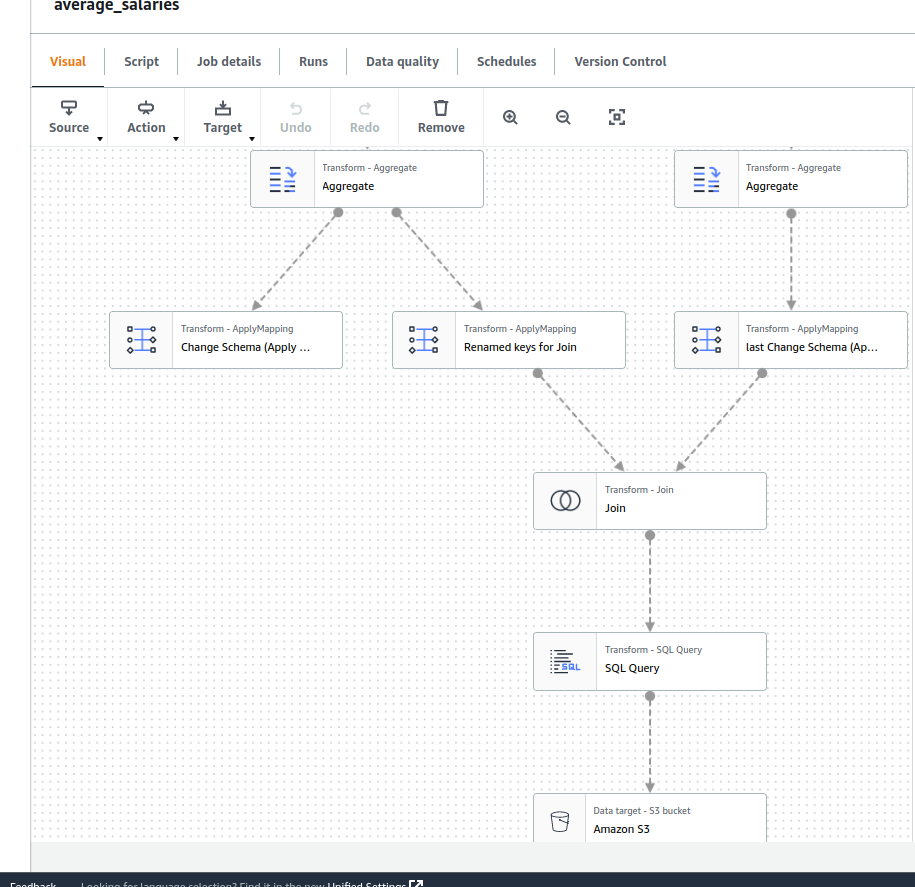 average_salaries
Visual
Script
Job details
Runs
Data quality
Schedules
Version Control
Source
Action
Target
Undo
Redo
Remove
Transform - Aggregate
Aggregate
Transform - Aggregate
Aggregate
Transform - ApplyMapping
Change Schema (Apply ...
Transform - ApplyMapping
Renamed keys for Join
Transform - ApplyMapping
last Change Schema (Ap...
Transform - Join
Join
Transform - SQL Query
SQL Query
SQL
Data target - S3 bucket
Amazon S3
Feedback
Looking for language selection? Find it in the new Unified Settings